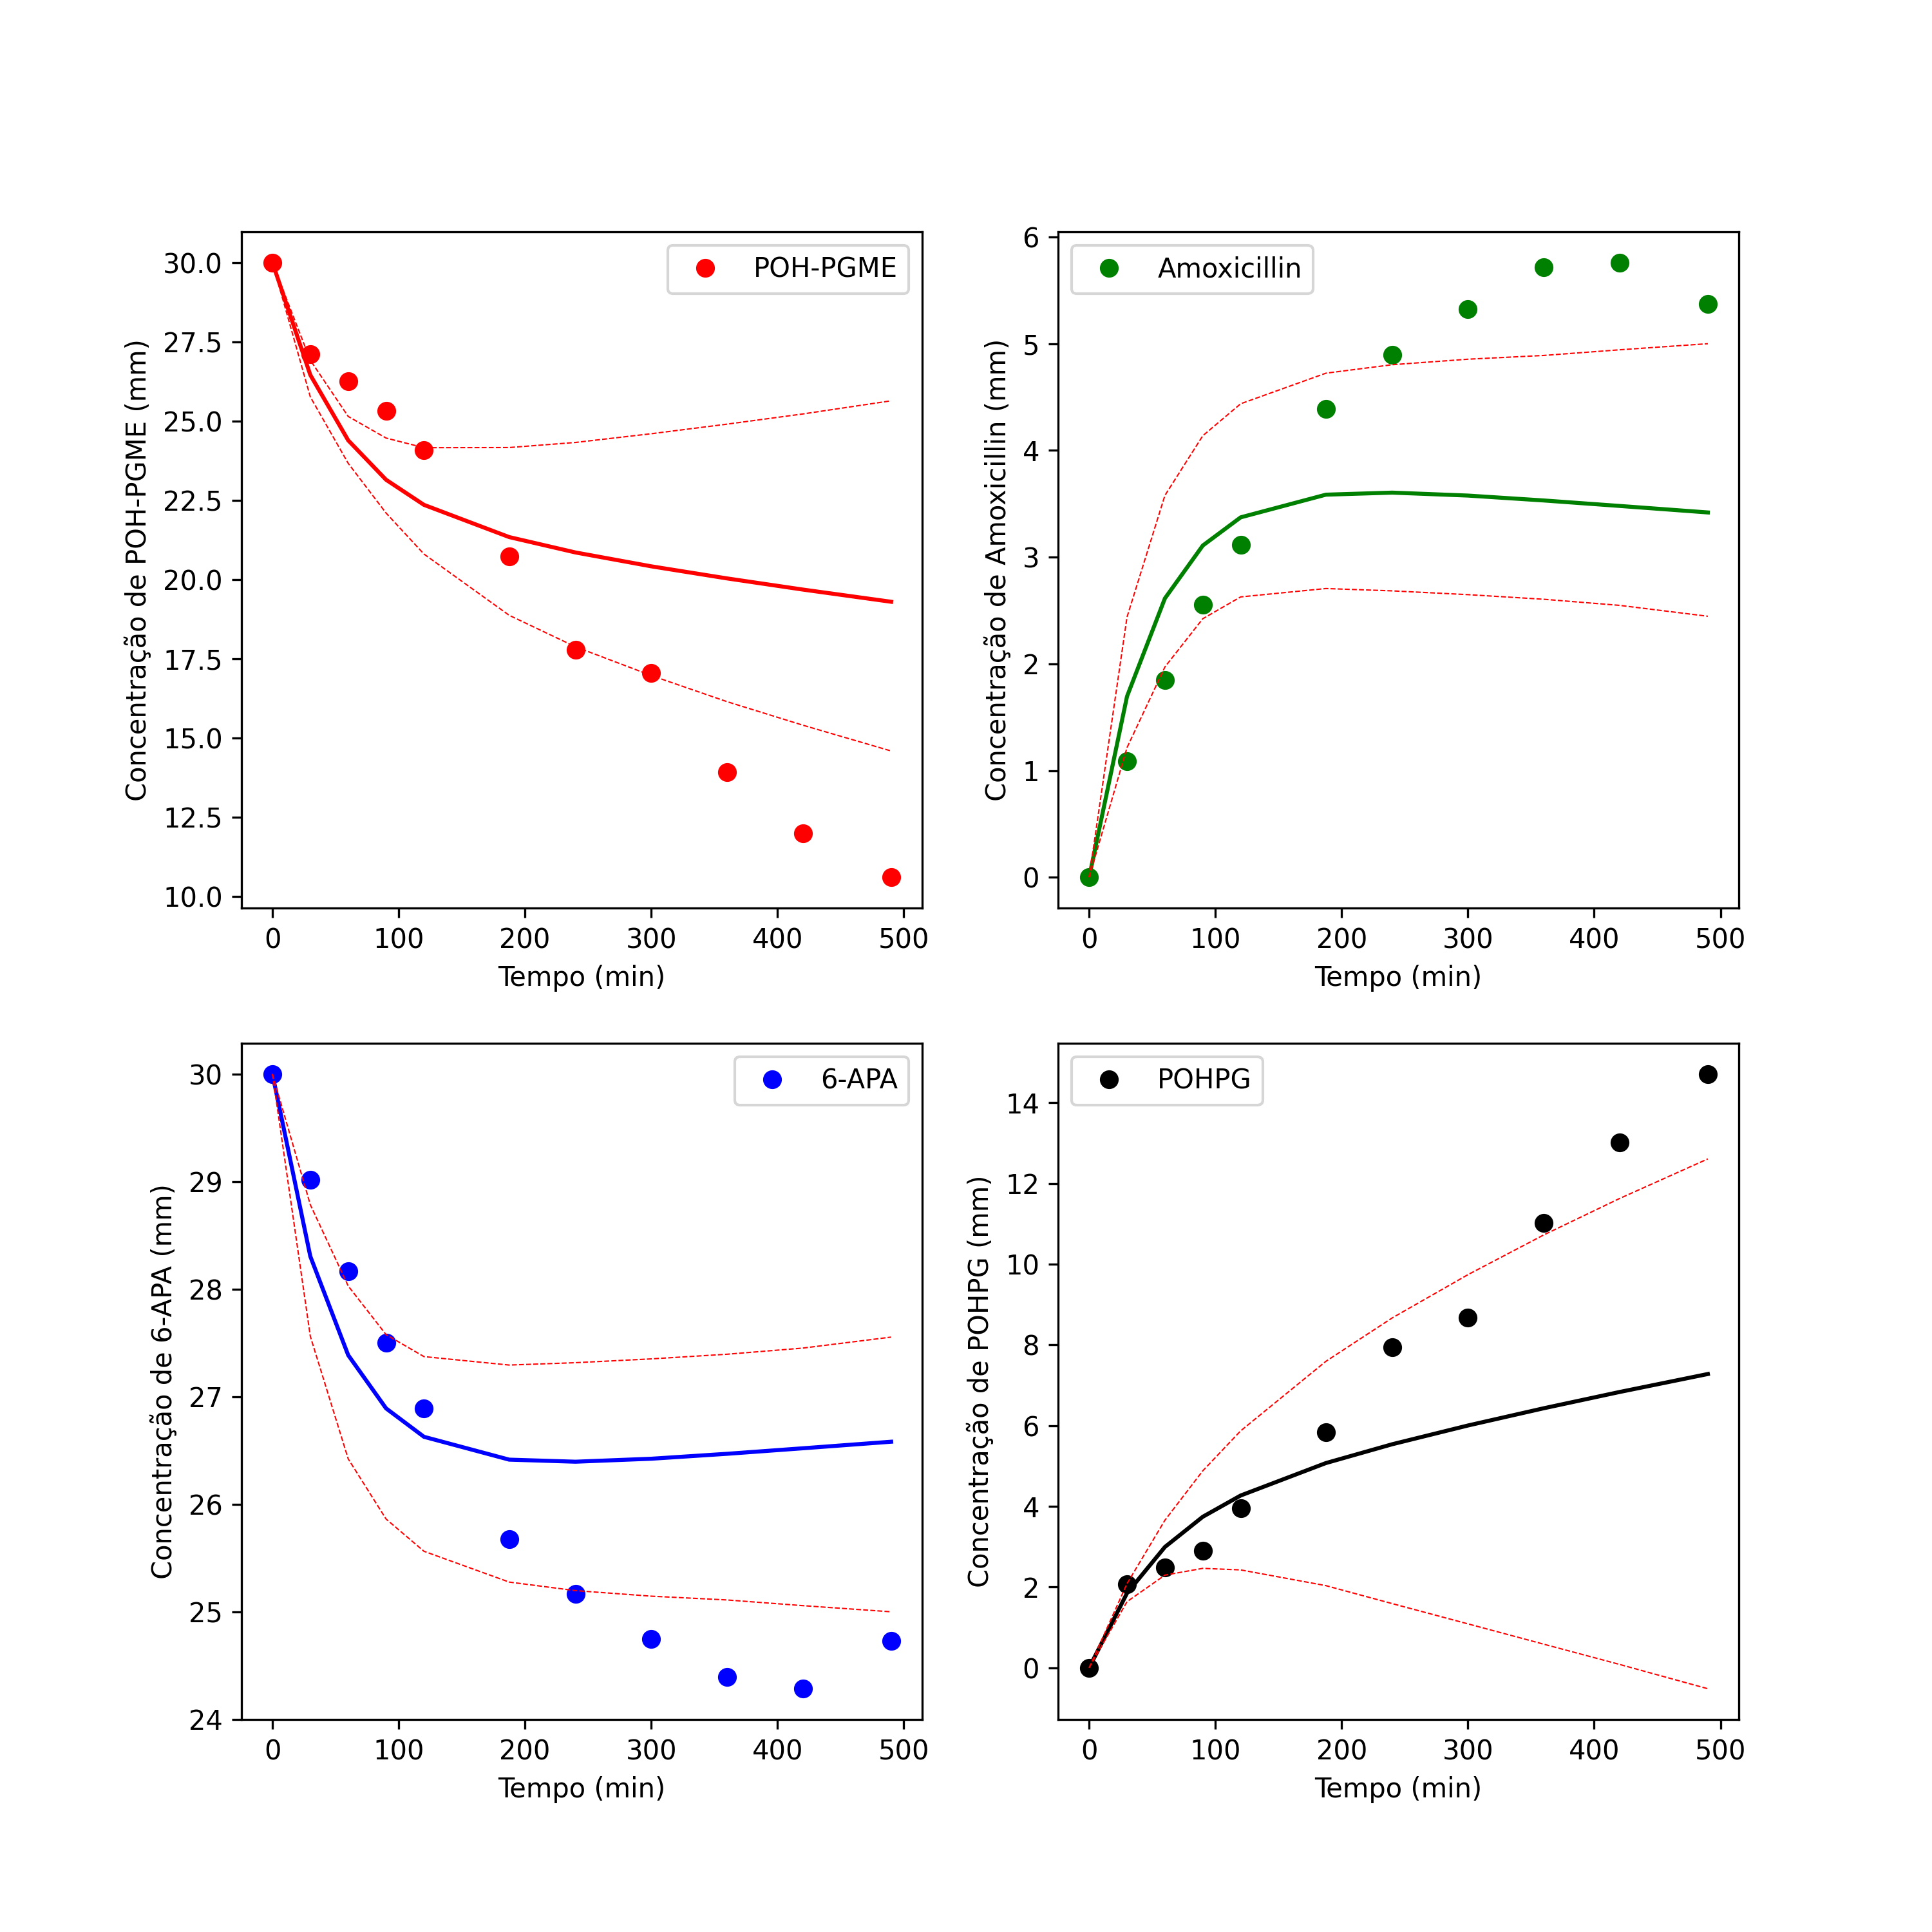 POH-PGME
Concentração de POH-PGME (mm)
30.0
27.5
25.0
22.5
20.0
17.5
15.0
12.5
10.0
0 100 200 300 400 500
Tempo (min)
Amoxicillin
Concentração de Amoxicillin (mm)
6
5
4
3
2
1
0
0 100 200 300 400 500
Tempo (min)
6-APA
Concentração de 6-APA (mm)
30
29
28
27
26
25
24
0 100 200 300 400 500
Tempo (min)
POHPG
Concentração de POHPG (mm)
14
12
10
8
6
4
2
0
0 100 200 300 400 500
Tempo (min)